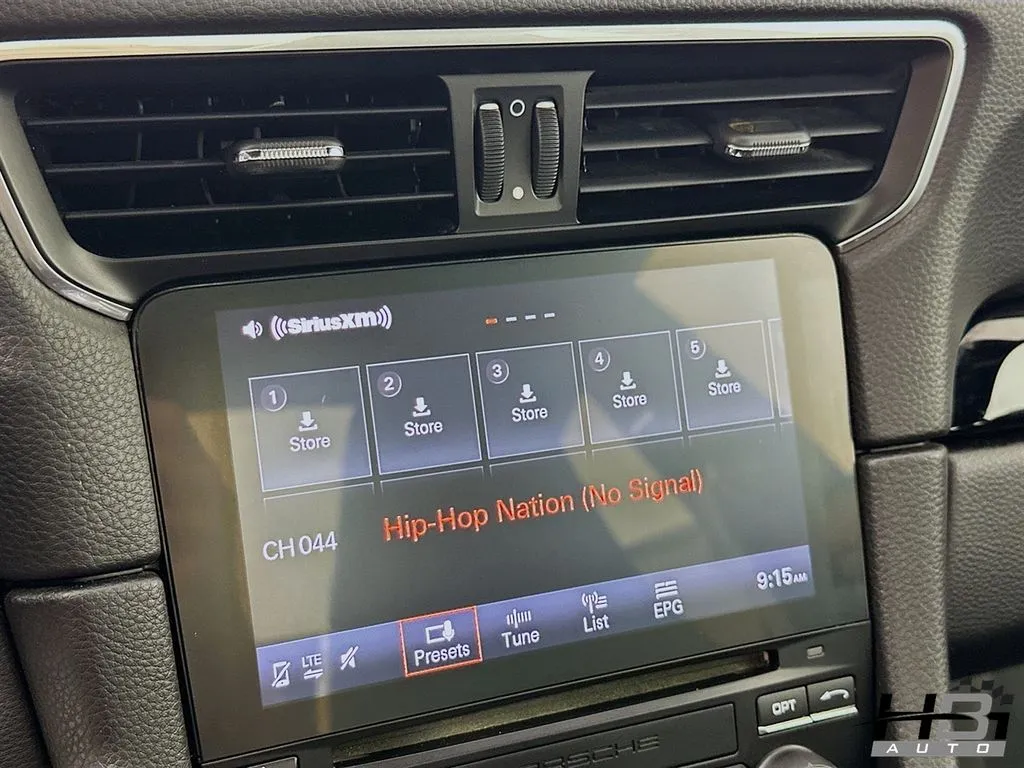 ((SiriusXM))
1
Store
2
Store
3
Store
4
Store
5
Store
Hip-Hop Nation (No Signal)
CH 044
LTE
Presets
Tune
List
EPG
9:15AM
OPT
PORSCHE
HBI
AUTO